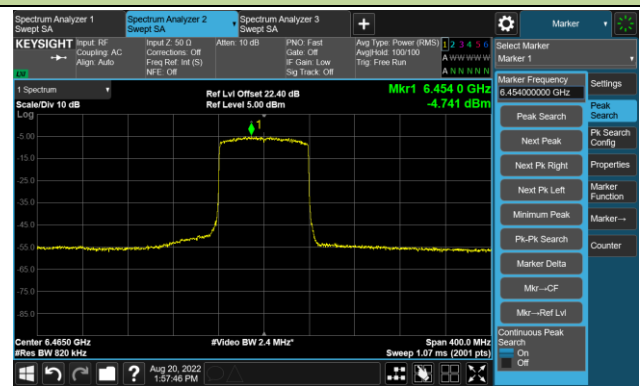 Spectrum Analyzer 1
Swept SA
Spectrum Analyzer 2
Swept SA
Spectrum Analyzer 3
Swept SA
Marker
KEYSIGHT
Input: RF
Coupling: AC
Align: Auto
Input Z: 50 Ω
Corrections: Off
Freq Ref: Int (S)
NFE: Off
Atten: 10 dB
PNO: Fast
Gate: Off
IF Gain: Low
Sig Track: Off
Avg Type: Power (RMS)
Avg|Hold: 100/100
Trig: Free Run
1 2 3 4 5 6
A W W W W W
A N N N N N
Select Marker
Marker 1
1 Spectrum
Scale/Div 10 dB
Log
Ref Lvl Offset 22.40 dB
Ref Level 5.00 dBm
Mkr1 6.454 0 GHz
-4.741 dBm
1
-5.00
-15.0
-25.0
-35.0
-45.0
-55.0
-65.0
-75.0
-85.0
Center 6.4650 GHz
#Res BW 820 kHz
#Video BW 2.4 MHz*
Span 400.0 MHz
Sweep 1.07 ms (2001 pts)
Marker Frequency
6.454000000 GHz
Peak Search
Next Peak
Next Pk Right
Next Pk Left
Minimum Peak
Pk-Pk Search
Marker Delta
Mkr→CF
Mkr→Ref Lvl
Continuous Peak
Search
On
Off
Settings
Peak
Search
Pk Search
Config
Properties
Marker
Function
Marker→
Counter
?
Aug 20, 2022
1:57:46 PM